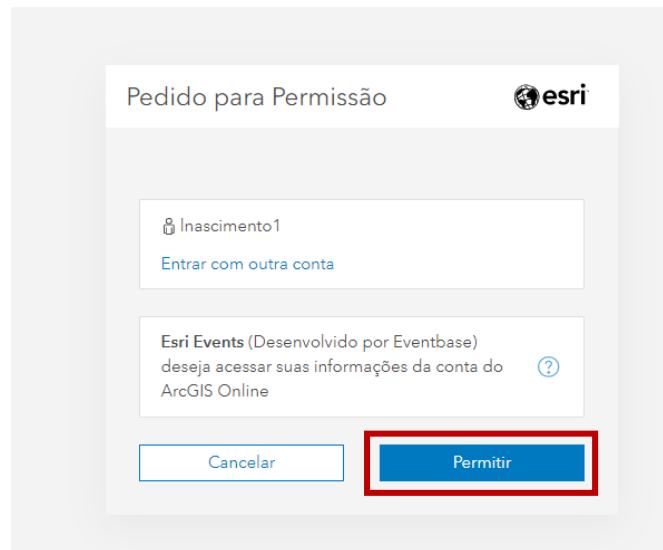 Pedido para Permissão
esri
lnascimento1
Entrar com outra conta
Esri Events (Desenvolvido por Eventbase)
deseja acessar suas informações da conta do
ArcGIS Online
?
Cancelar
Permitir